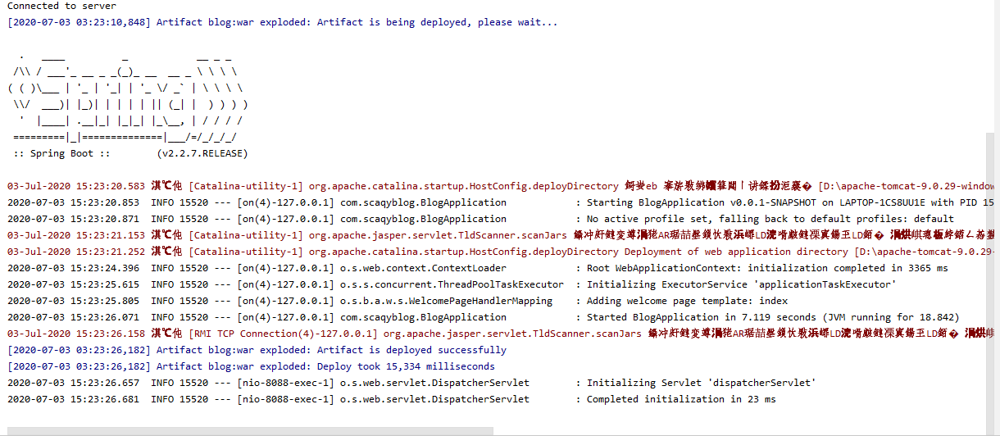 Connected to server
[2020-07-03 03:23:10,848] Artifact blog:war exploded: Artifact is being deployed, please wait...
  .   ____          _            __ _ _
 /\\ / ___'_ __ _ _(_)_ __  __ _ \ \ \ \
( ( )\___ | '_ | '_| | '_ \/ _` | \ \ \ \
 \\/  ___)| |_)| | | | | || (_| |  ) ) ) )
  '  |____| .__|_| |_|_| |_\__, | / / / /
 =========|_|==============|___/=/_/_/_/
 :: Spring Boot ::        (v2.2.7.RELEASE)
03-Jul-2020 15:23:20.583 淇℃伅 [Catalina-utility-1] org.apache.catalina.startup.HostConfig.deployDirectory [D:\apache-tomcat-9.0.29-window
2020-07-03 15:23:20.853  INFO 15520 --- [on(4)-127.0.0.1] com.scaqyblog.BlogApplication            : Starting BlogApplication v0.0.1-SNAPSHOT on LAPTOP-1CS8UU1E with PID 15
2020-07-03 15:23:20.871  INFO 15520 --- [on(4)-127.0.0.1] com.scaqyblog.BlogApplication            : No active profile set, falling back to default profiles: default
03-Jul-2020 15:23:21.153 淇℃伅 [Catalina-utility-1] org.apache.jasper.servlet.TldScanner.scanJars
03-Jul-2020 15:23:21.252 淇℃伅 [Catalina-utility-1] org.apache.catalina.startup.HostConfig.deployDirectory Deployment of web application directory [D:\apache-tomcat-9.0.29-
2020-07-03 15:23:24.396  INFO 15520 --- [on(4)-127.0.0.1] o.s.web.context.ContextLoader            : Root WebApplicationContext: initialization completed in 3365 ms
2020-07-03 15:23:25.615  INFO 15520 --- [on(4)-127.0.0.1] o.s.s.concurrent.ThreadPoolTaskExecutor  : Initializing ExecutorService 'applicationTaskExecutor'
2020-07-03 15:23:25.805  INFO 15520 --- [on(4)-127.0.0.1] o.s.b.a.w.s.WelcomePageHandlerMapping    : Adding welcome page template: index
2020-07-03 15:23:26.071  INFO 15520 --- [on(4)-127.0.0.1] com.scaqyblog.BlogApplication            : Started BlogApplication in 7.119 seconds (JVM running for 18.842)
03-Jul-2020 15:23:26.158 淇℃伅 [RMI TCP Connection(4)-127.0.0.1] org.apache.jasper.servlet.TldScanner.scanJars
[2020-07-03 03:23:26,182] Artifact blog:war exploded: Artifact is deployed successfully
[2020-07-03 03:23:26,182] Artifact blog:war exploded: Deploy took 15,334 milliseconds
2020-07-03 15:23:26.657  INFO 15520 --- [nio-8088-exec-1] o.s.web.servlet.DispatcherServlet        : Initializing Servlet 'dispatcherServlet'
2020-07-03 15:23:26.681  INFO 15520 --- [nio-8088-exec-1] o.s.web.servlet.DispatcherServlet        : Completed initialization in 23 ms